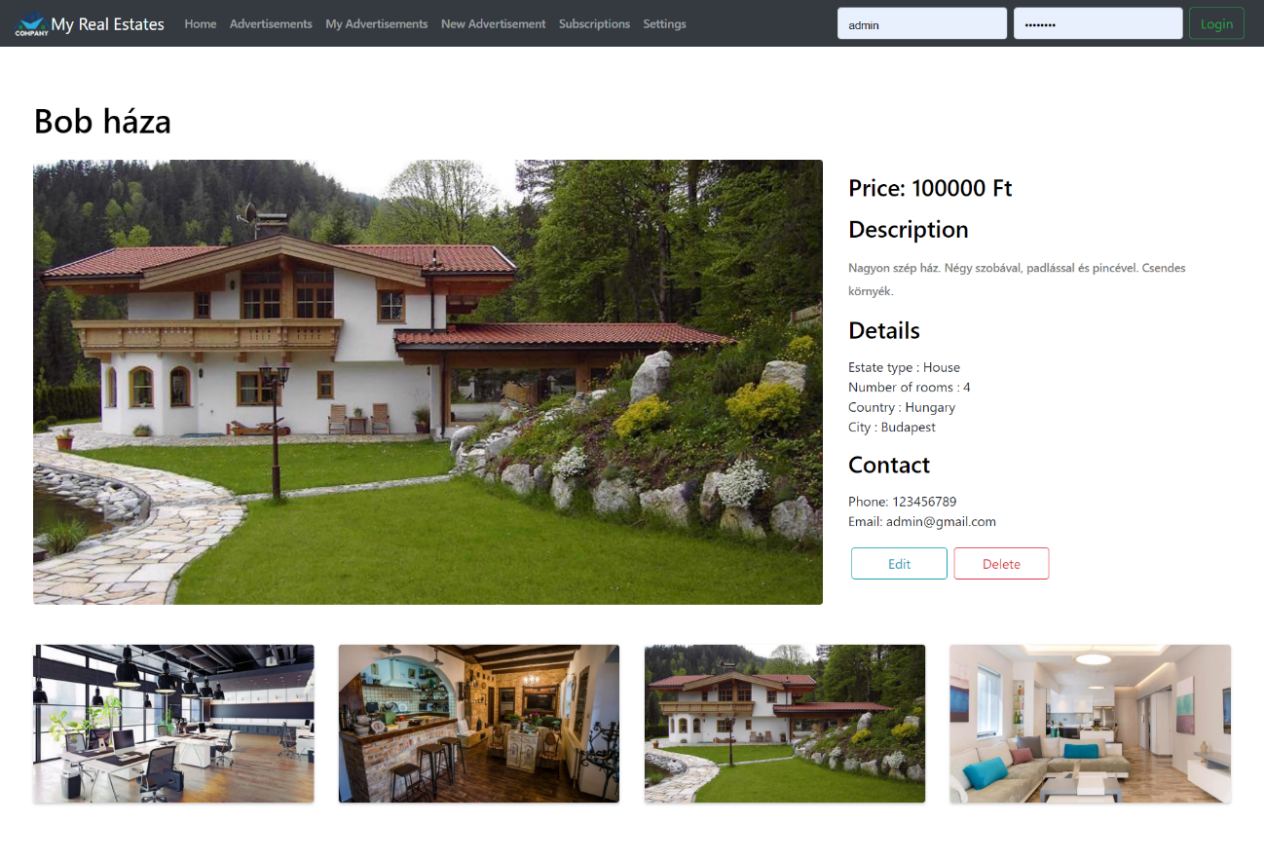 COMPANY My Real Estates Home Advertisements My Advertisements New Advertisement Subscriptions Settings admin •••••••• Login
Bob háza
Price: 100000 Ft
Description
Nagyon szép ház. Négy szobával, padlással és pincével. Csendes
környék.
Details
Estate type : House
Number of rooms : 4
Country : Hungary
City : Budapest
Contact
Phone: 123456789
Email: admin@gmail.com
Edit Delete